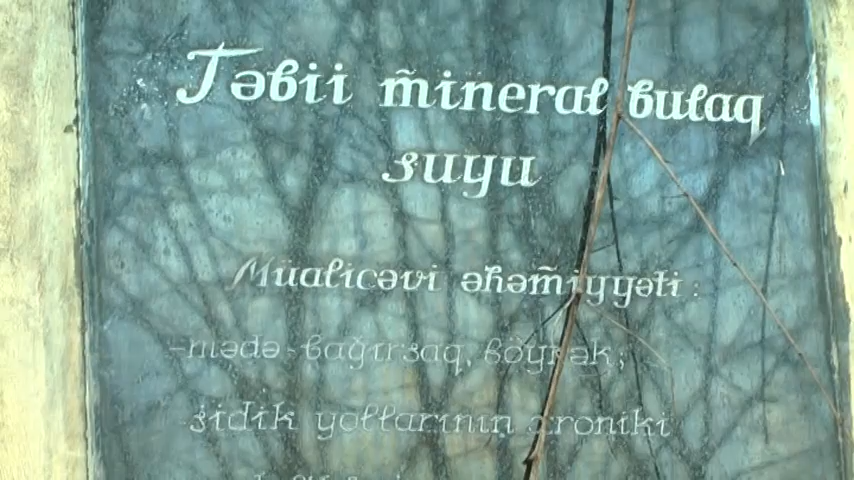 Təbii mineral bulaq
suyu
Müalicəvi əhəmiyyəti:
-mədə-bağırsaq, böyrək;
sidik yollarının xroniki